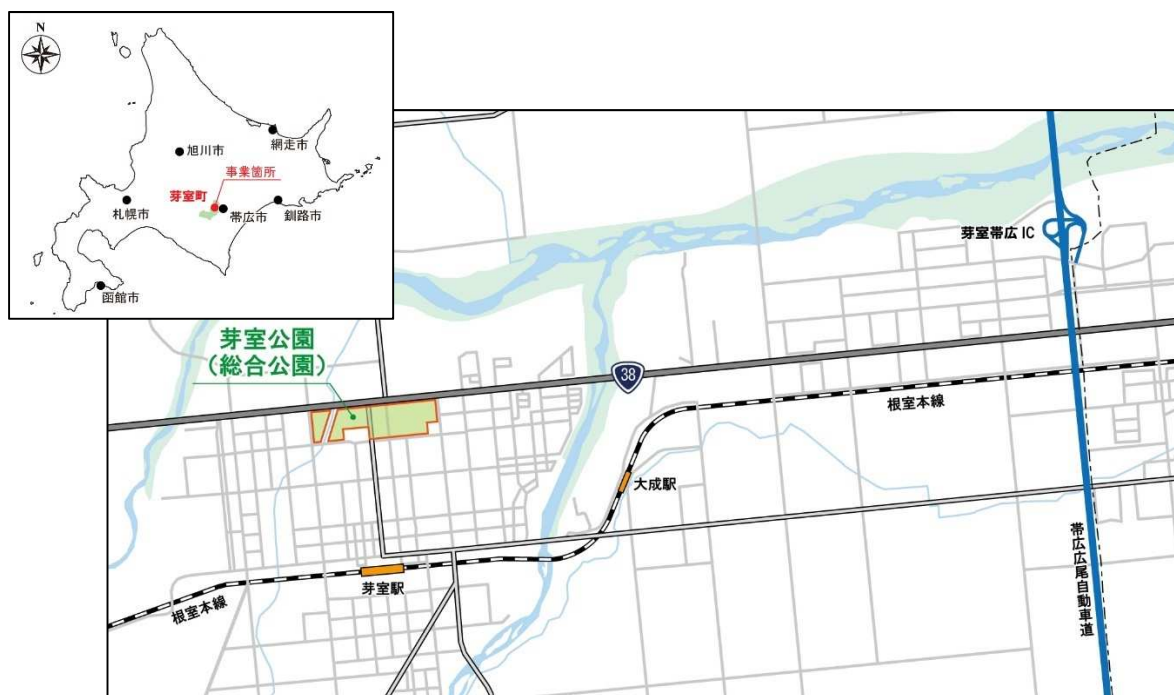 N
網走市
旭川市
事業箇所
芽室町
札幌市
帯広市
釧路市
函館市
芽室帯広 IC
芽室公園
(総合公園)
38
根室本線
大成駅
帯広広尾自動車道
芽室駅
根室本線